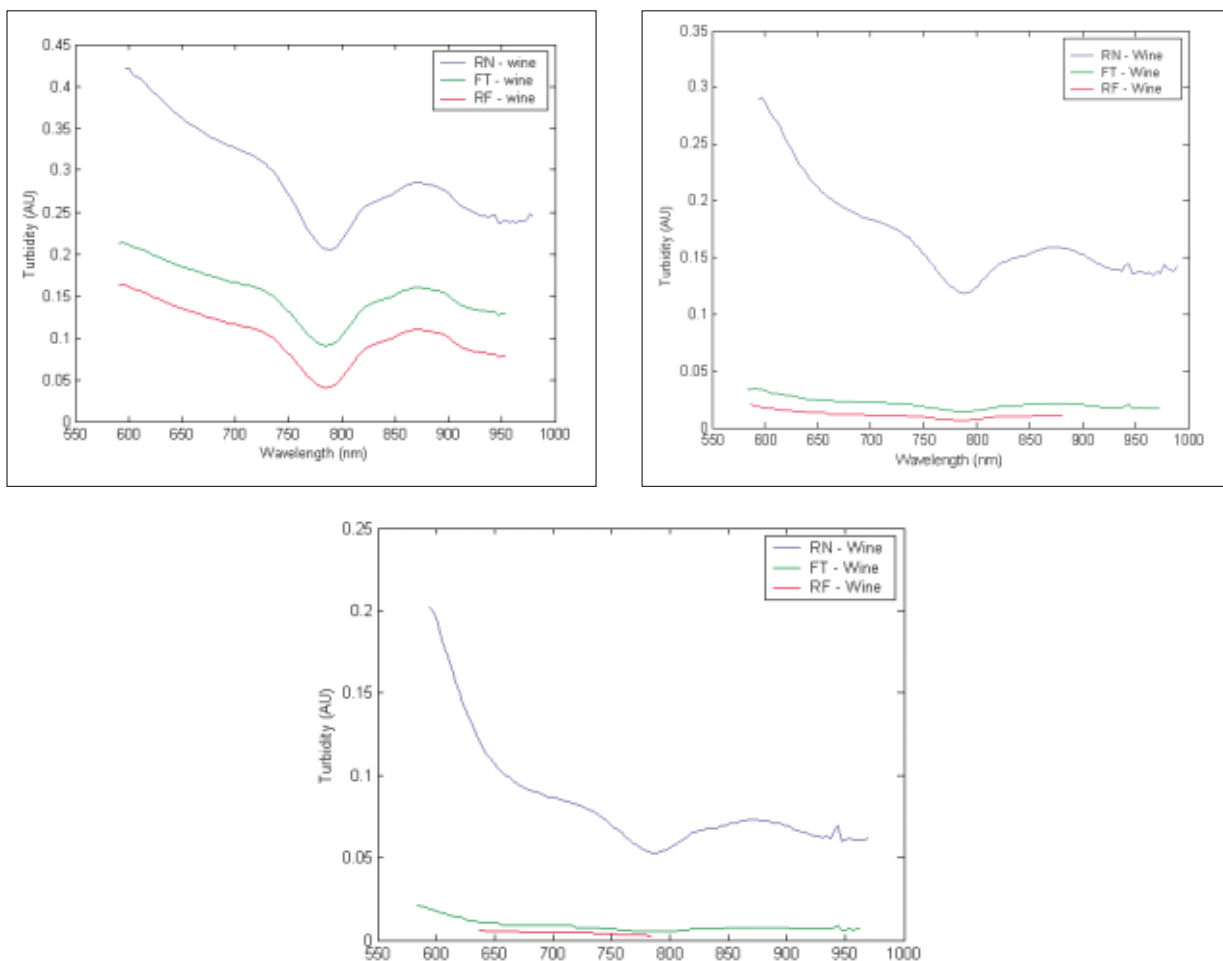 0.45
0.4
0.35
0.3
0.25
0.2
0.15
0.1
0.05
0
Turbidity (AU)
RN - wine
FT - wine
RF - wine
550 600 650 700 750 800 850 900 950 1000
Wavelength (nm)
0.35
0.3
0.25
0.2
0.15
0.1
0.05
0
Turbidity (AU)
RN - Wine
FT - Wine
RF - Wine
550 600 650 700 750 800 850 900 950 1000
Wavelength (nm)
0.25
0.2
0.15
0.1
0.05
0
Turbidity (AU)
RN - Wine
FT - Wine
RF - Wine
550 600 650 700 750 800 850 900 950 1000